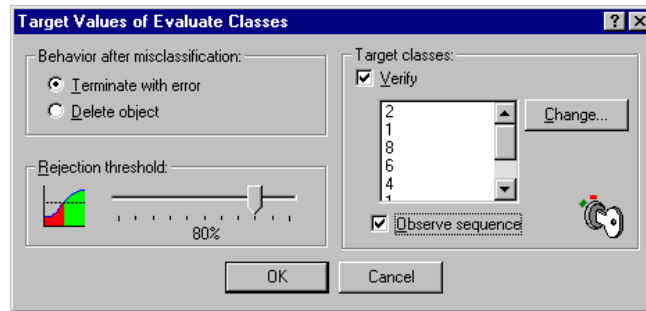 Target Values of Evaluate Classes
Behavior after misclassification:
Terminate with error
Delete object
Rejection threshold:
80%
Target classes:
Verify
2
1
8
6
4
Change...
Observe sequence
OK
Cancel